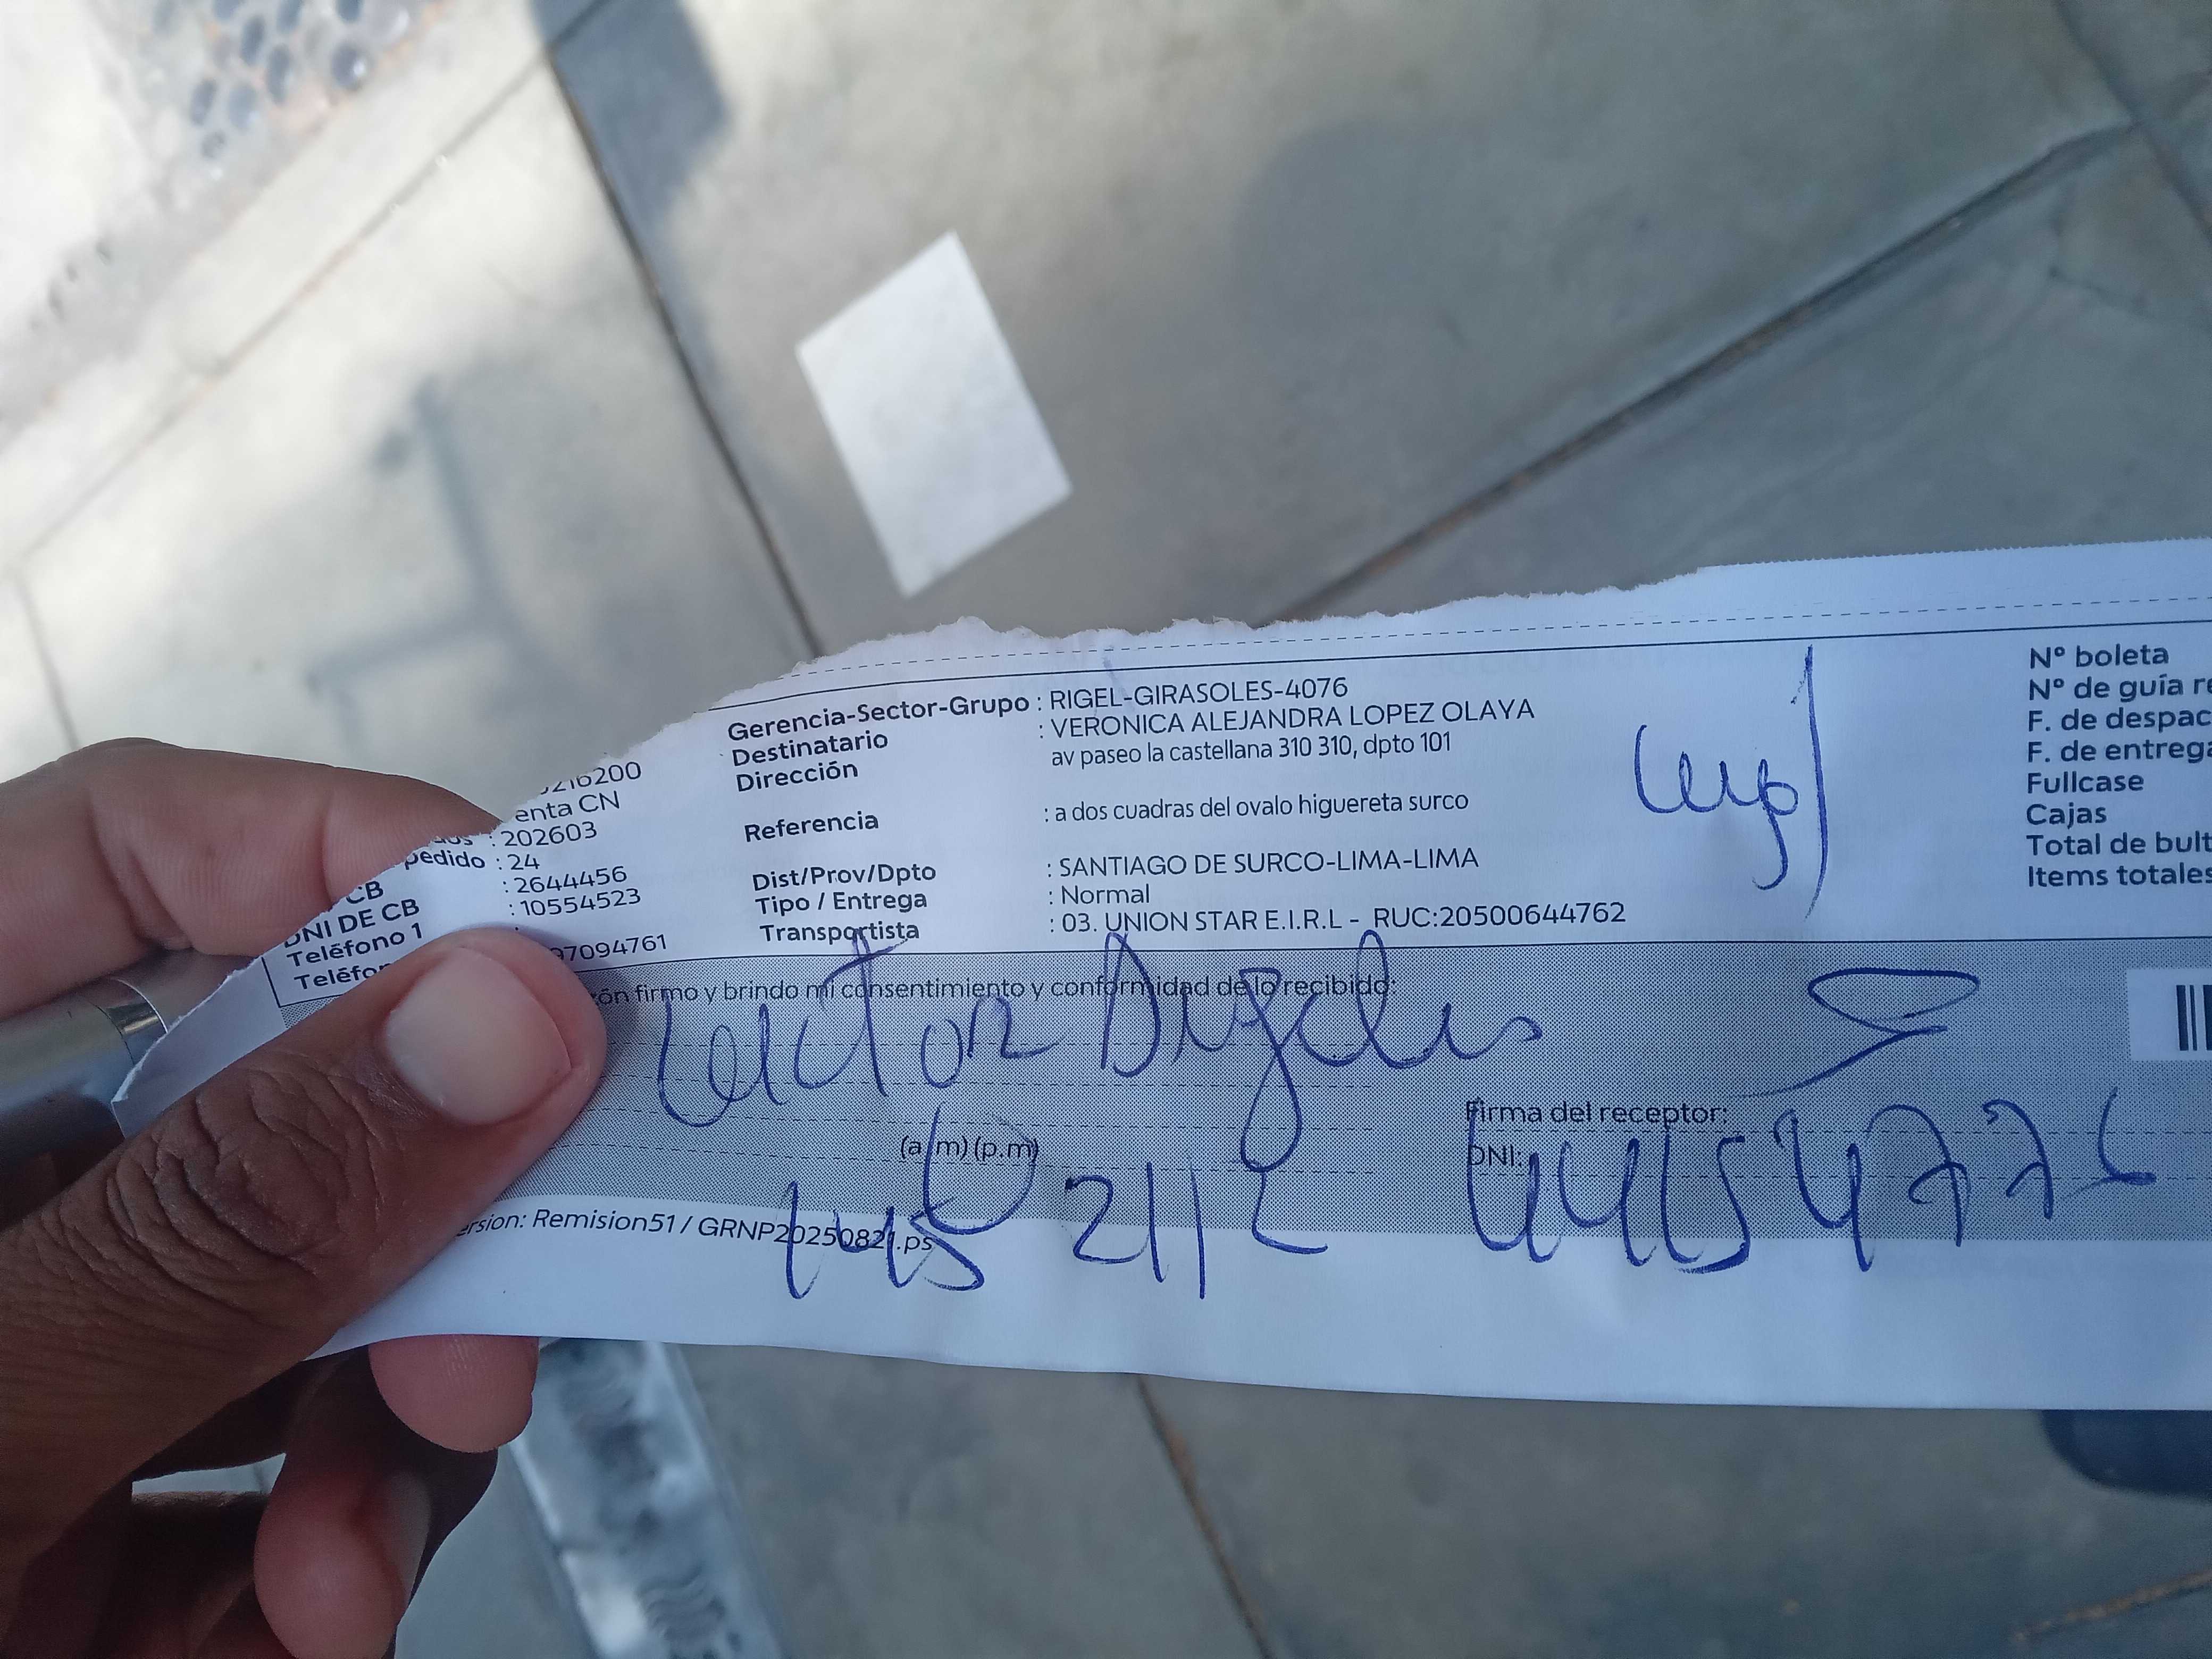 216200
enta CN
: 202603
pedido : 24
CB : 2644456
DNI DE CB : 10554523
Teléfono 1 :
97094761
Gerencia-Sector-Grupo : RIGEL-GIRASOLES-4076
Destinatario : VERONICA ALEJANDRA LOPEZ OLAYA
Dirección av paseo la castellana 310 310, dpto 101
Referencia : a dos cuadras del ovalo higuereta surco
Dist/Prov/Dpto : SANTIAGO DE SURCO-LIMA-LIMA
Tipo / Entrega : Normal
Transportista : 03. UNION STAR E.I.R.L - RUC:20500644762
Nº boleta
Nº de guía re
F. de despac
F. de entrega
Fullcase
Cajas
Total de bult
Items totales
ón firmo y brindo mi consentimiento y conformidad de lo recibido:
Firma del receptor:
(a.m) (p.m)
DNI:
ersion: Remision51 / GRNP20250821.ps